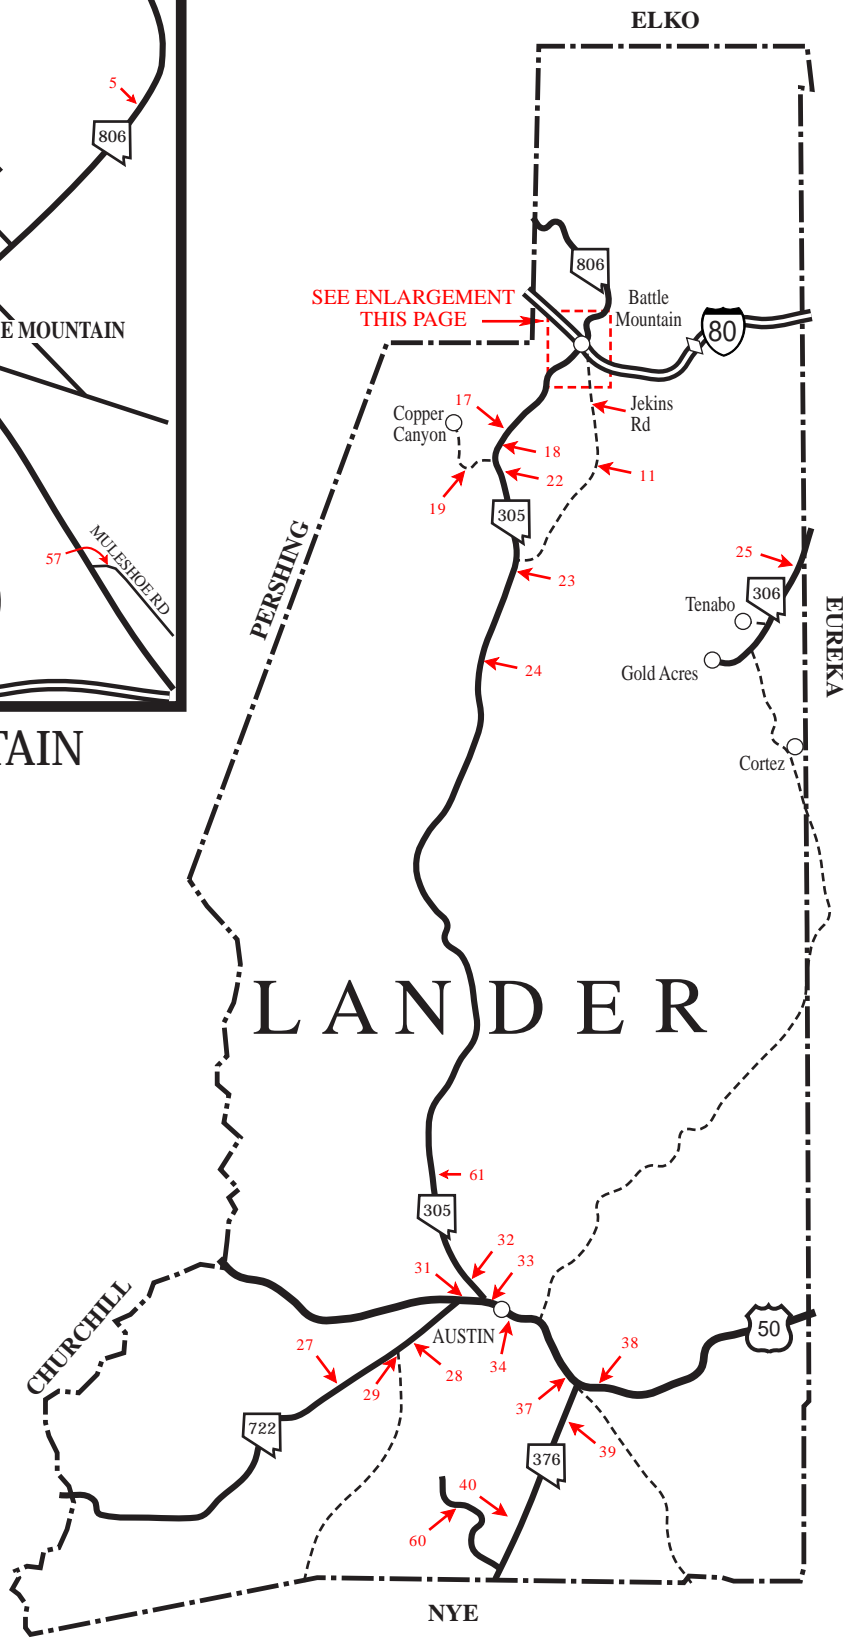 ELKO
5
806
806
SEE ENLARGEMENT
THIS PAGE
Battle
Mountain
80
E MOUNTAIN
17
Copper
Canyon
Jekins
Rd
18
22
11
19
305
PERSHING
57
MULESHOE RD
23
25
306
Tenabo
EUREKA
24
Gold Acres
TAIN
Cortez
LANDER
61
305
32
31
33
CHURCHILL
AUSTIN
50
27
28
34
38
29
37
722
39
376
40
60
NYE